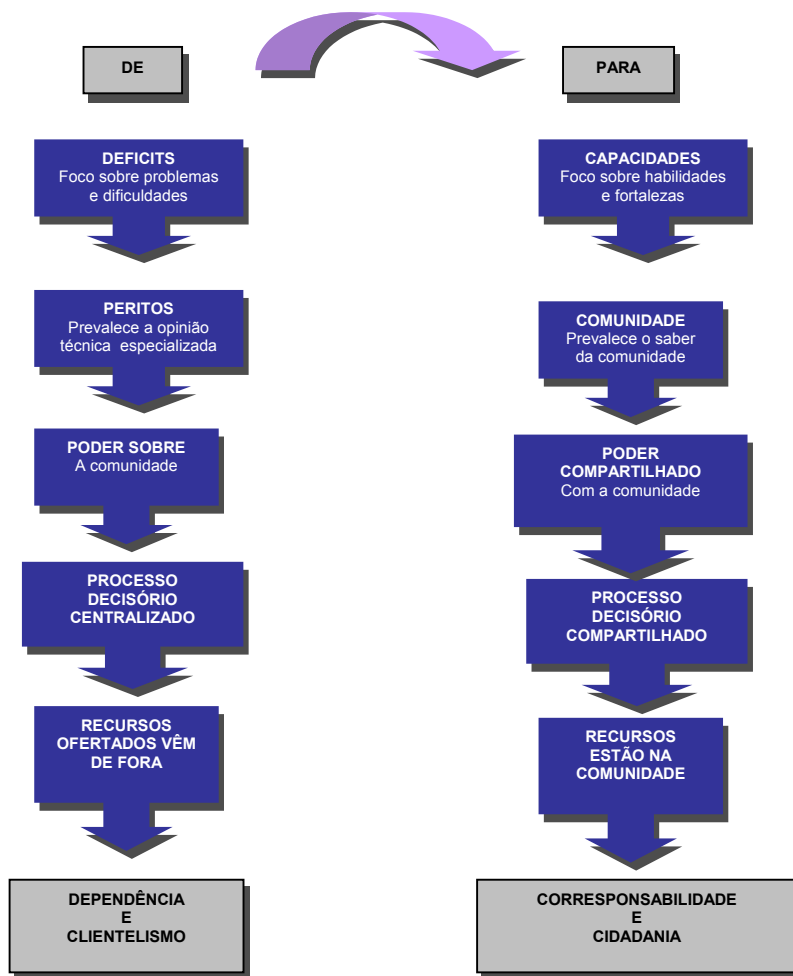 DE
PARA
DEFICITS
Foco sobre problemas
e dificuldades
CAPACIDADES
Foco sobre habilidades
e fortalezas
PERITOS
Prevalece a opinião
técnica especializada
COMUNIDADE
Prevalece o saber
da comunidade
PODER SOBRE
A comunidade
PODER
COMPARTILHADO
Com a comunidade
PROCESSO
DECISÓRIO
CENTRALIZADO
PROCESSO
DECISÓRIO
COMPARTILHADO
RECURSOS
OFERTADOS VÊM
DE FORA
RECURSOS
ESTÃO NA
COMUNIDADE
DEPENDÊNCIA
E
CLIENTELISMO
CORRESPONSABILIDADE
E
CIDADANIA